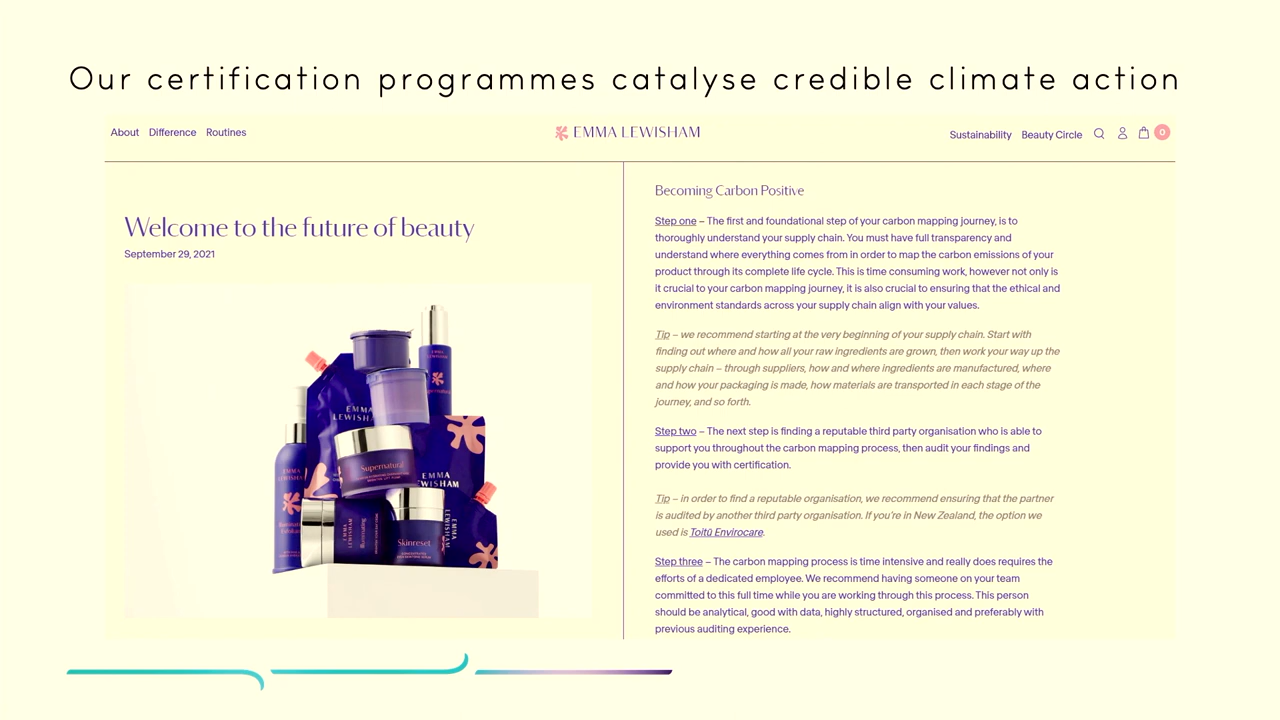 Our certification programmes catalyse credible climate action
About Difference Routines
EMMA LEWISHAM
Sustainability Beauty Circle
0
Welcome to the future of beauty
September 29, 2021
EMMA
LEWISHAM
EMMA
LEWISHAM
Supernatural
EMMA
LEWISHAM
EMMA
LEWISHAM
Skinreset
EMMA
LEWISHAM
Becoming Carbon Positive
Step one – The first and foundational step of your carbon mapping journey, is to
thoroughly understand your supply chain. You must have full transparency and
understand where everything comes from in order to map the carbon emissions of your
product through its complete life cycle. This is time consuming work, however not only is
it crucial to your carbon mapping journey, it is also crucial to ensuring that the ethical and
environment standards across your supply chain align with your values.
Tip – we recommend starting at the very beginning of your supply chain. Start with
finding out where and how all your raw ingredients are grown, then work your way up the
supply chain – through suppliers, how and where ingredients are manufactured, where
and how your packaging is made, how materials are transported in each stage of the
journey, and so forth.
Step two – The next step is finding a reputable third party organisation who is able to
support you throughout the carbon mapping process, then audit your findings and
provide you with certification.
Tip – in order to find a reputable organisation, we recommend ensuring that the partner
is audited by another third party organisation. If you're in New Zealand, the option we
used is Toitū Envirocare.
Step three – The carbon mapping process is time intensive and really does requires the
efforts of a dedicated employee. We recommend having someone on your team
committed to this full time while you are working through this process. This person
should be analytical, good with data, highly structured, organised and preferably with
previous auditing experience.